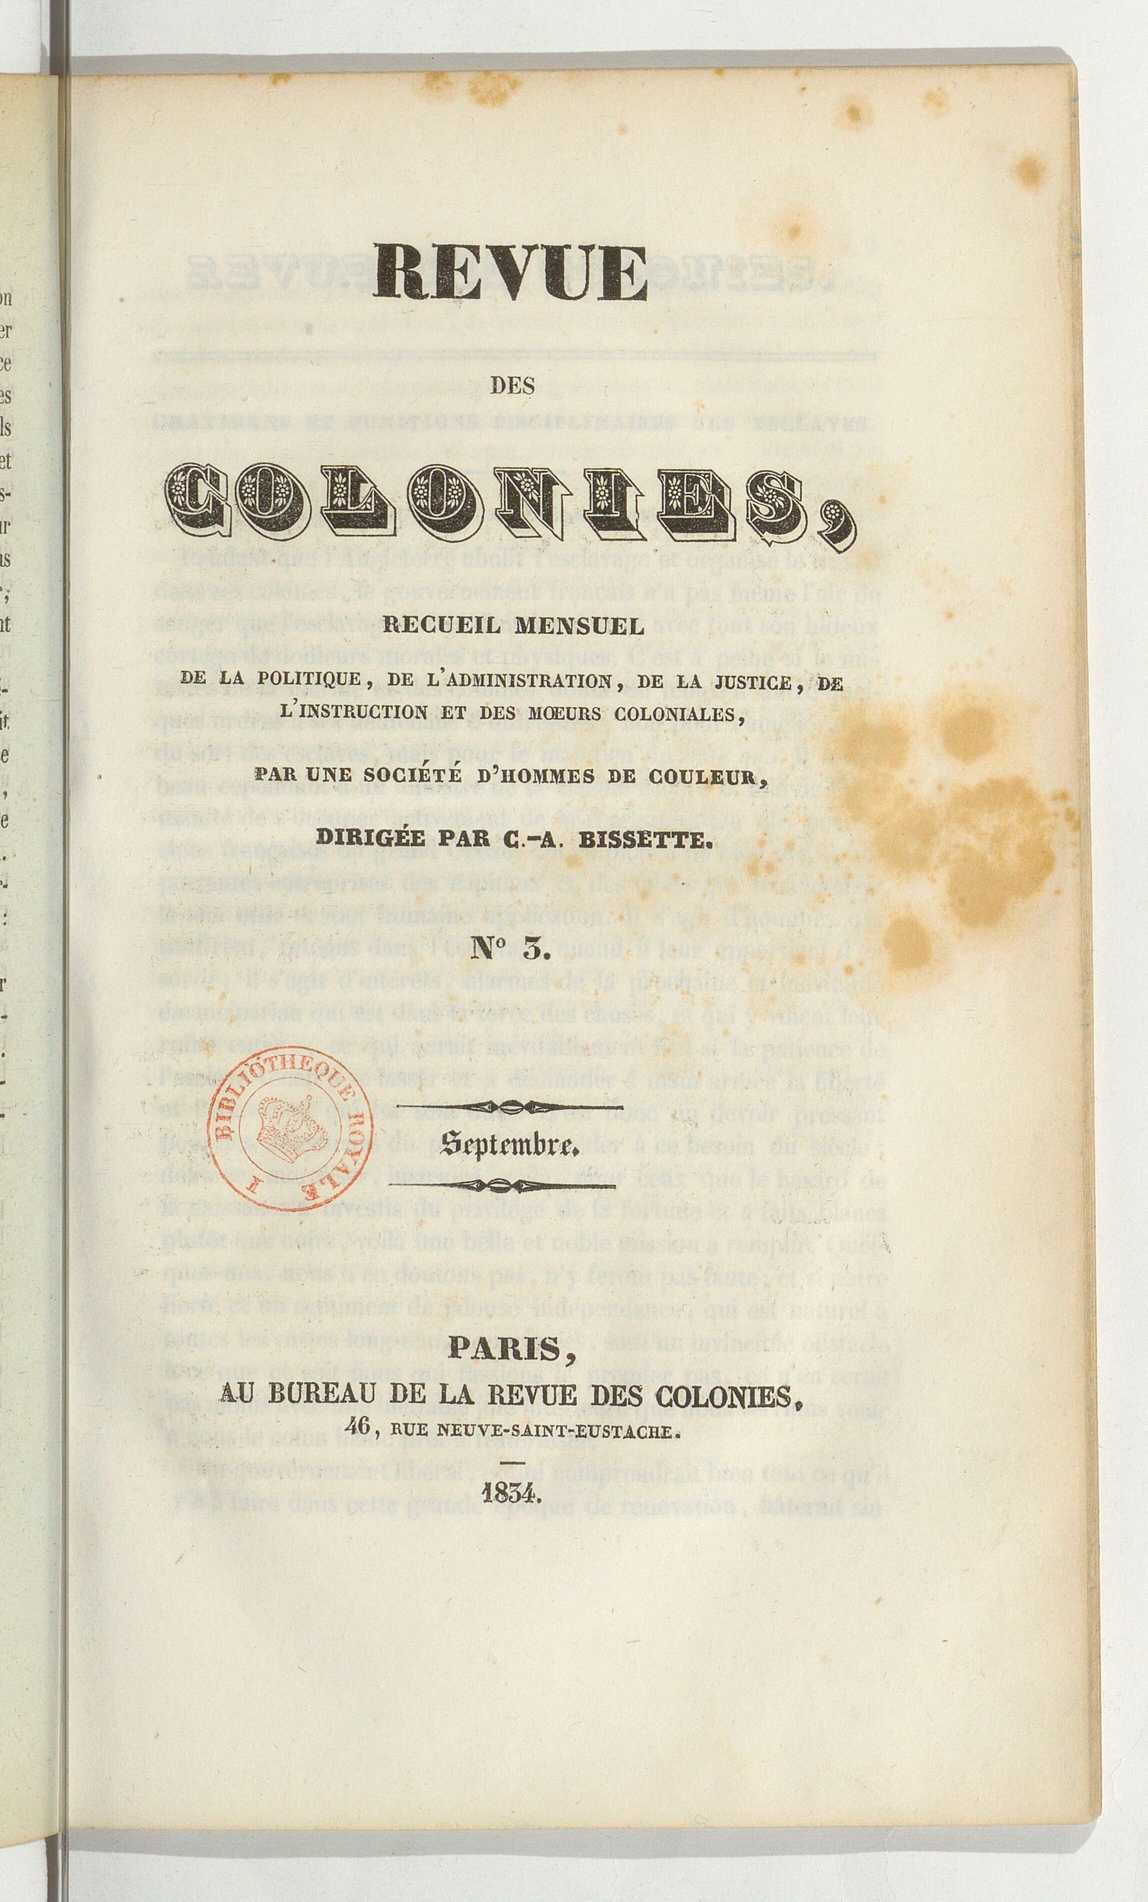 REVUE
DES
COLONIES,
RECUEIL MENSUEL
DE LA POLITIQUE, DE L'ADMINISTRATION, DE LA JUSTICE, DE
L'INSTRUCTION ET DES MŒURS COLONIALES,
PAR UNE SOCIÉTÉ D'HOMMES DE COULEUR,
DIRIGÉE PAR C.-A. BISSETTE.
Nº 3.
BIBLIOTHEQUE ROYALE
Septembre.
PARIS,
AU BUREAU DE LA REVUE DES COLONIES,
46, RUE NEUVE-SAINT-EUSTACHE.
1834.